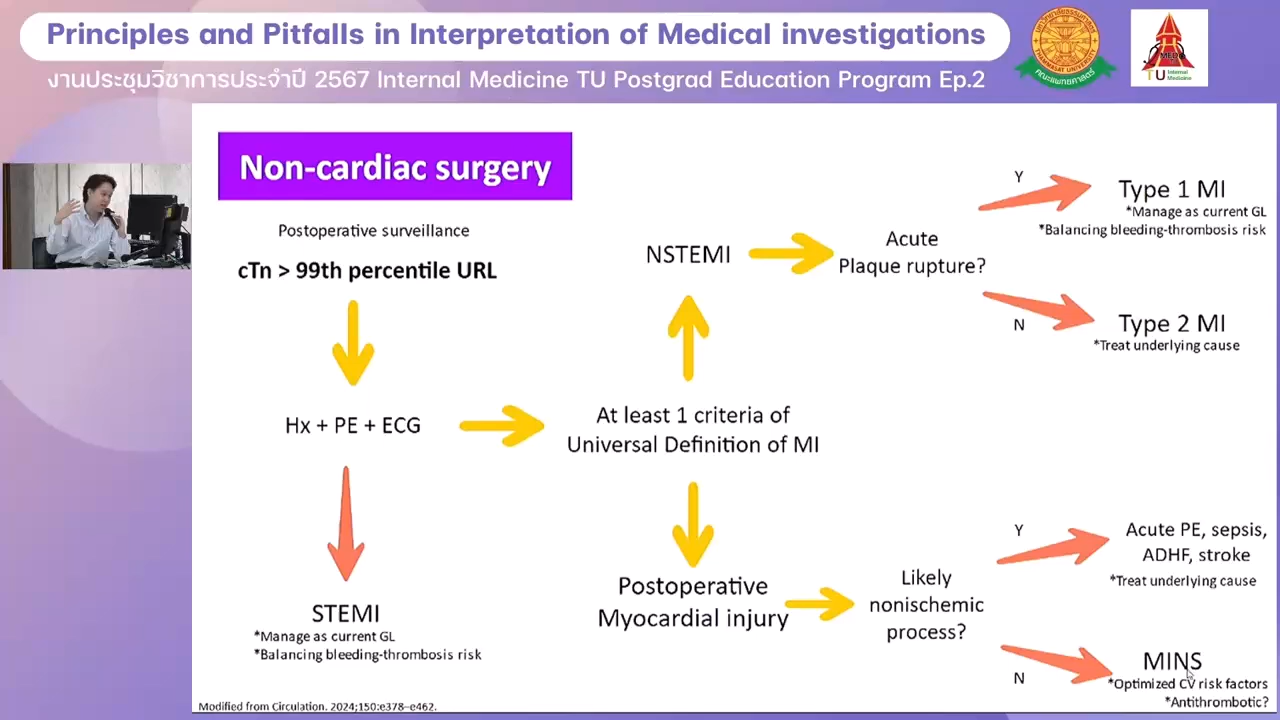 Principles and Pitfalls in Interpretation of Medical investigations
งานประชุมวิชาการประจำปี 2567 Internal Medicine TU Postgrad Education Program Ep.2
MED
TU Internal
Medicine
Non-cardiac surgery
Postoperative surveillance
cTn > 99th percentile URL
Hx + PE + ECG
STEMI
*Manage as current GL
*Balancing bleeding-thrombosis risk
At least 1 criteria of
Universal Definition of MI
NSTEMI
Acute
Plaque rupture?
Y
Type 1 MI
*Manage as current GL
*Balancing bleeding-thrombosis risk
N
Type 2 MI
*Treat underlying cause
Postoperative
Myocardial injury
Likely
nonischemic
process?
Y
Acute PE, sepsis,
ADHF, stroke
*Treat underlying cause
N
MINS
*Optimized CV risk factors
*Antithrombotic?
Modified from Circulation. 2024;150:e378–e462.